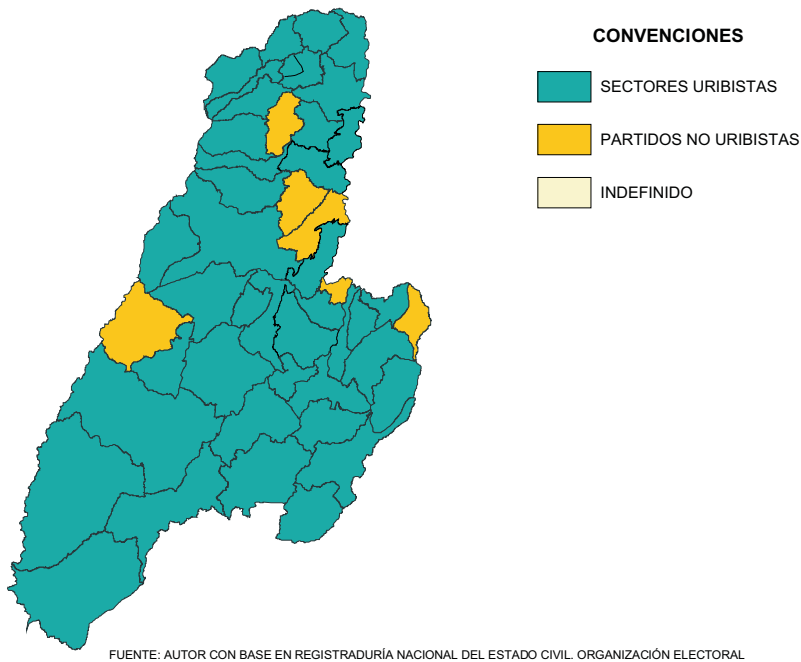 CONVENCIONES
SECTORES URIBISTAS
PARTIDOS NO URIBISTAS
INDEFINIDO
FUENTE: AUTOR CON BASE EN REGISTRADURÍA NACIONAL DEL ESTADO CIVIL. ORGANIZACIÓN ELECTORAL